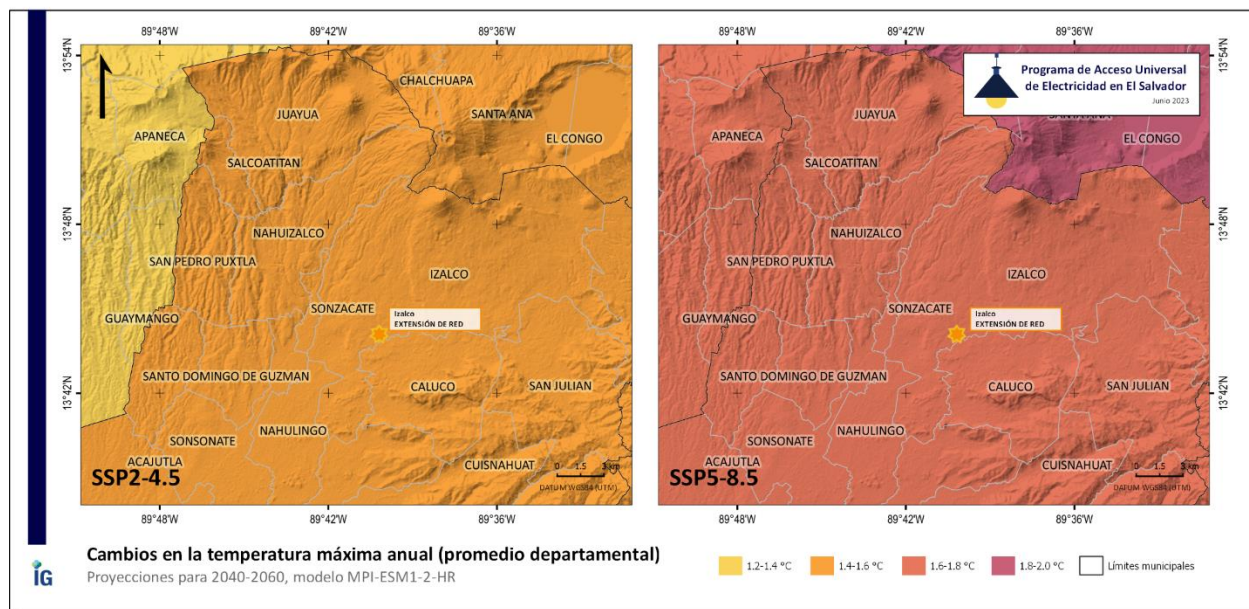 89°48'W
89°42'W
89°36'W
89°48'W
89°42'W
89°36'W
13°54'N
13°48'N
13°42'N
CHALCHUAPA
JUAYUA
SANTA ANA
APANECA
EL CONGO
SALCOATITAN
NAHUIZALCO
SAN PEDRO PUXTLA
IZALCO
GUAYMANGO
SONZACATE
Izalco
EXTENSIÓN DE RED
SANTO DOMINGO DE GUZMAN
CALUCO
SAN JULIAN
SONSONATE
NAHULINGO
ACAJUTLA
CUISNAHUAT
SSP2-4.5
0 1.5 3 km
DATUM WGS84 (UTM)
Programa de Acceso Universal
de Electricidad en El Salvador
Junio 2023
JUAYUA
SANTA ANA
APANECA
EL CONGO
SALCOATITAN
NAHUIZALCO
SAN PEDRO PUXTLA
IZALCO
GUAYMANGO
SONZACATE
Izalco
EXTENSIÓN DE RED
SANTO DOMINGO DE GUZMAN
CALUCO
SAN JULIAN
SONSONATE
NAHULINGO
ACAJUTLA
CUISNAHUAT
SSP5-8.5
0 1.5 3 km
DATUM WGS84 (UTM)
13°54'N
13°48'N
13°42'N
89°48'W
89°42'W
89°36'W
89°48'W
89°42'W
89°36'W
Cambios en la temperatura máxima anual (promedio departamental)
Proyecciones para 2040-2060, modelo MPI-ESM1-2-HR
1.2-1.4 °C
1.4-1.6 °C
1.6-1.8 °C
1.8-2.0 °C
Límites municipales
IG